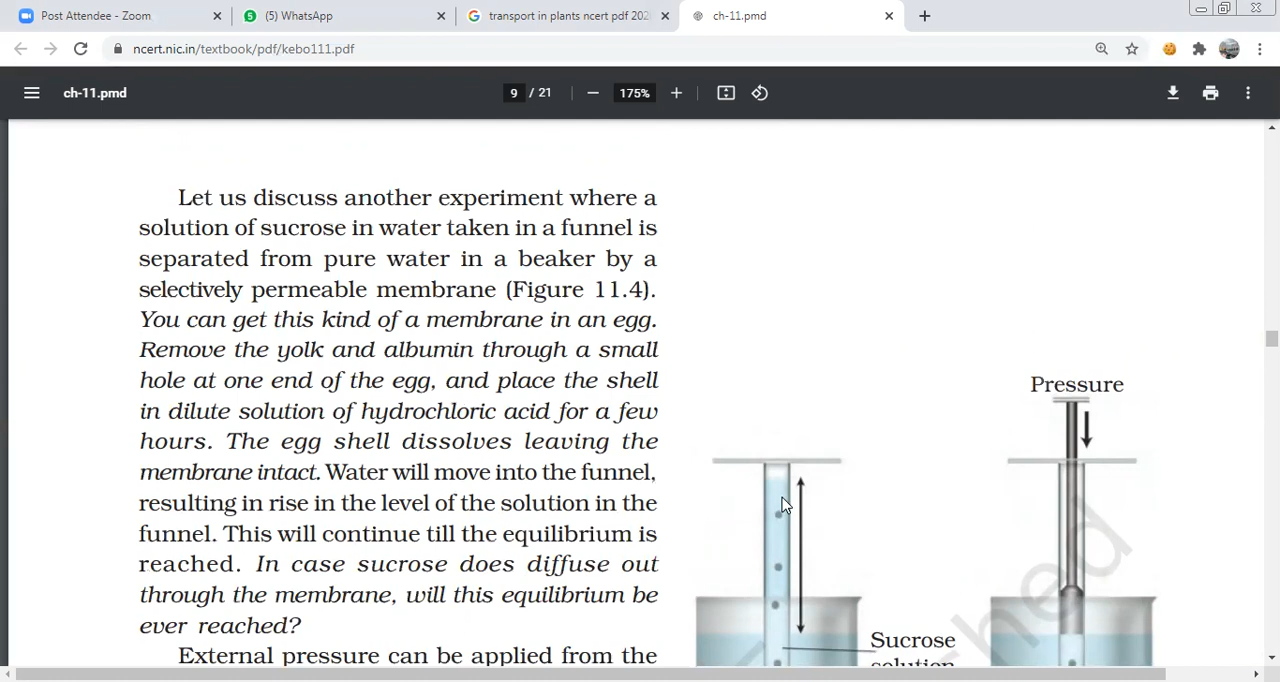 Post Attendee - Zoom
(5) WhatsApp
transport in plants ncert pdf 202
ch-11.pmd
ncert.nic.in/textbook/pdf/kebo111.pdf
ch-11.pmd
9 / 21
175%
Let us discuss another experiment where a
solution of sucrose in water taken in a funnel is
separated from pure water in a beaker by a
selectively permeable membrane (Figure 11.4).
You can get this kind of a membrane in an egg.
Remove the yolk and albumin through a small
hole at one end of the egg, and place the shell
in dilute solution of hydrochloric acid for a few
hours. The egg shell dissolves leaving the
membrane intact. Water will move into the funnel,
resulting in rise in the level of the solution in the
funnel. This will continue till the equilibrium is
reached. In case sucrose does diffuse out
through the membrane, will this equilibrium be
ever reached?
External pressure can be applied from the
Pressure
Sucrose
solution
hed